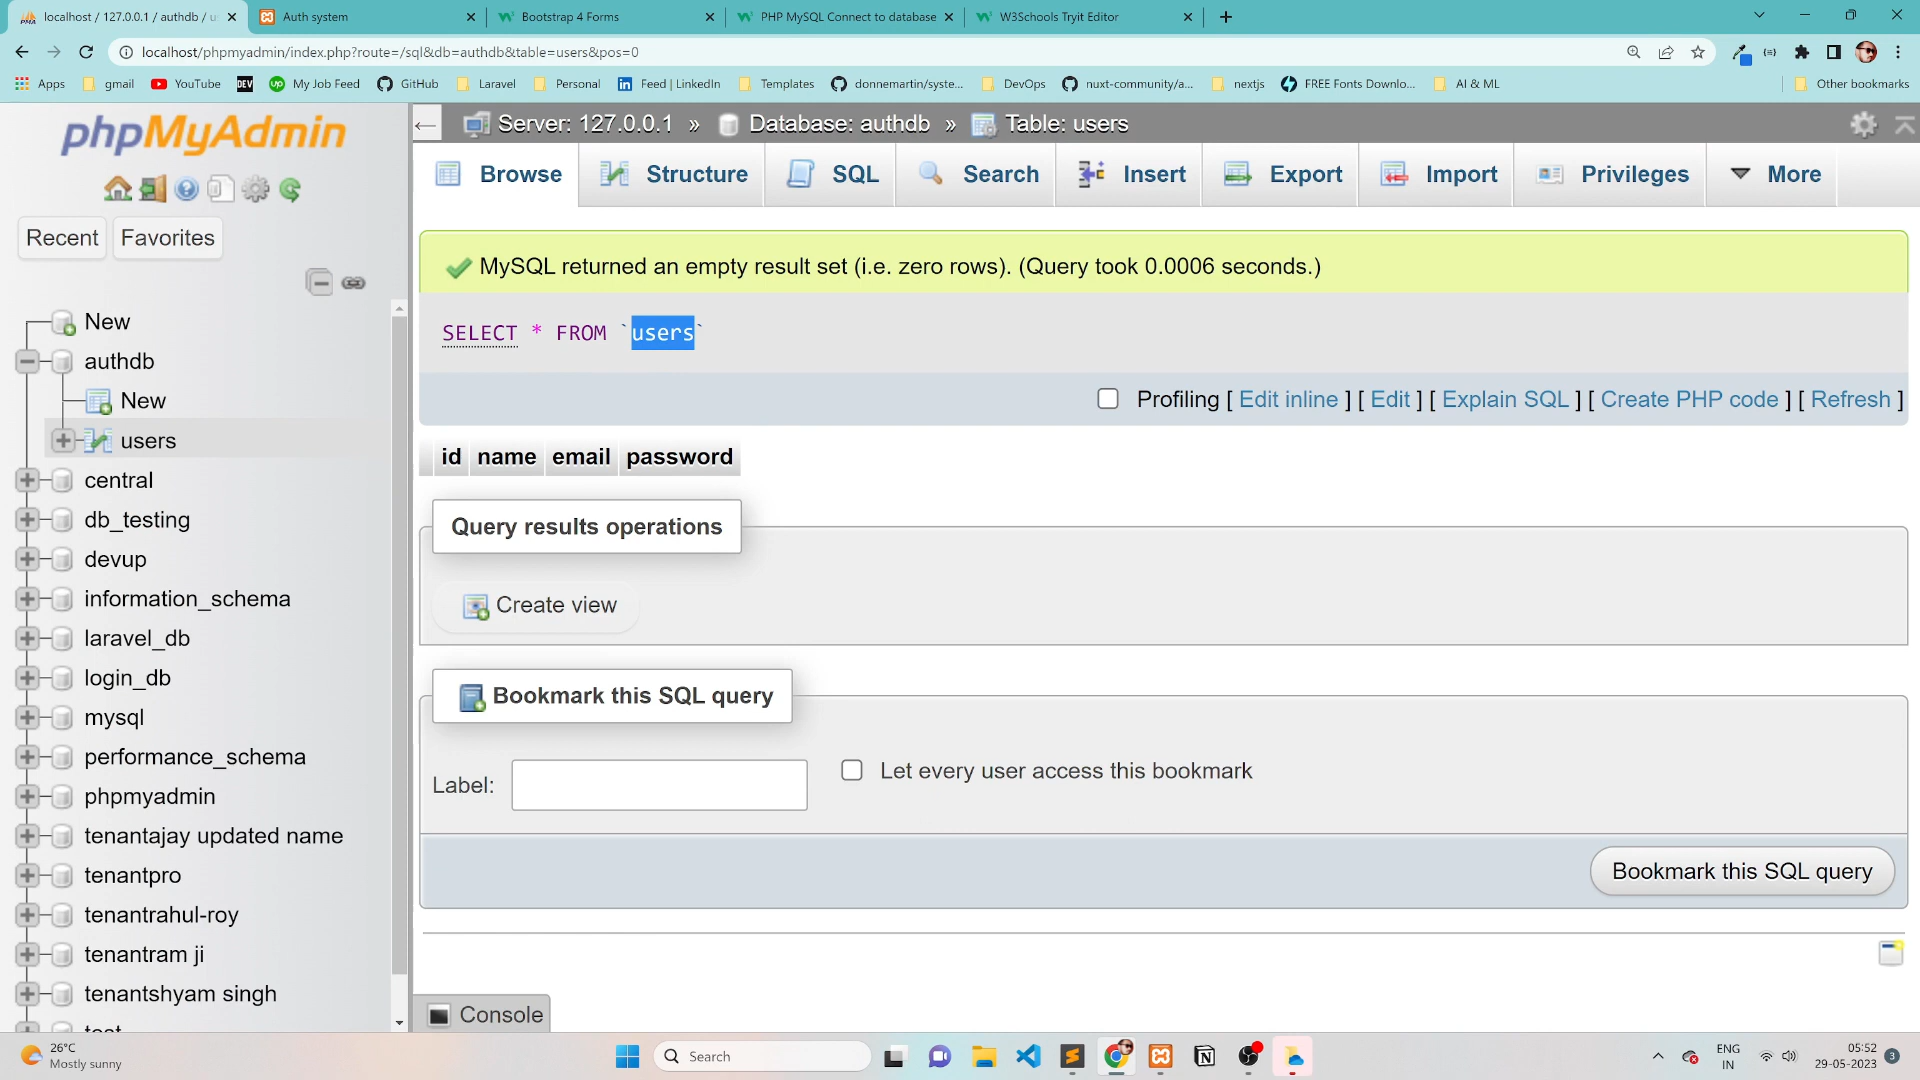 localhost / 127.0.0.1 / authdb / u
Auth system
Bootstrap 4 Forms
PHP MySQL Connect to database
W3Schools Tryit Editor
localhost/phpmyadmin/index.php?route=/sql&db=authdb&table=users&pos=0
Apps
gmail
YouTube
DEV
up My Job Feed
GitHub
Laravel
Personal
Feed | LinkedIn
Templates
donnemartin/syste...
DevOps
nuxt-community/a...
nextjs
FREE Fonts Downlo...
AI & ML
Other bookmarks
phpMyAdmin
Recent
Favorites
New
authdb
New
users
central
db_testing
devup
information_schema
laravel_db
login_db
mysql
performance_schema
phpmyadmin
tenantajay updated name
tenantpro
tenantrahul-roy
tenantram ji
tenantshyam singh
test
Server: 127.0.0.1 » Database: authdb » Table: users
Browse
Structure
SQL
Search
Insert
Export
Import
Privileges
More
MySQL returned an empty result set (i.e. zero rows). (Query took 0.0006 seconds.)
SELECT * FROM `users`
Profiling [ Edit inline ] [ Edit ] [ Explain SQL ] [ Create PHP code ] [ Refresh ]
id name email password
Query results operations
Create view
Bookmark this SQL query
Label:
Let every user access this bookmark
Bookmark this SQL query
Console
26°C
Mostly sunny
Search
ENG
IN
05:52
29-05-2023
3